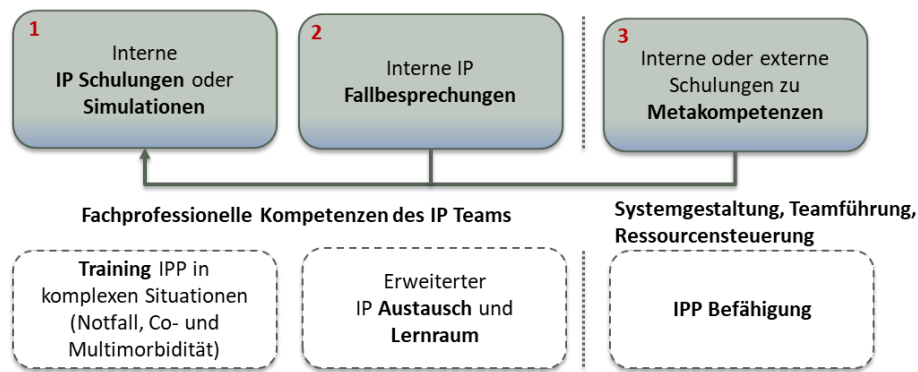 1
Interne
IP Schulungen oder
Simulationen
2
Interne IP
Fallbesprechungen
3
Interne oder externe
Schulungen zu
Metakompetenzen
Fachprofessionelle Kompetenzen des IP Teams
Systemgestaltung, Teamführung,
Ressourcensteuerung
Training IPP in
komplexen Situationen
(Notfall, Co- und
Multimorbidität)
Erweiterter
IP Austausch und
Lernraum
IPP Befähigung